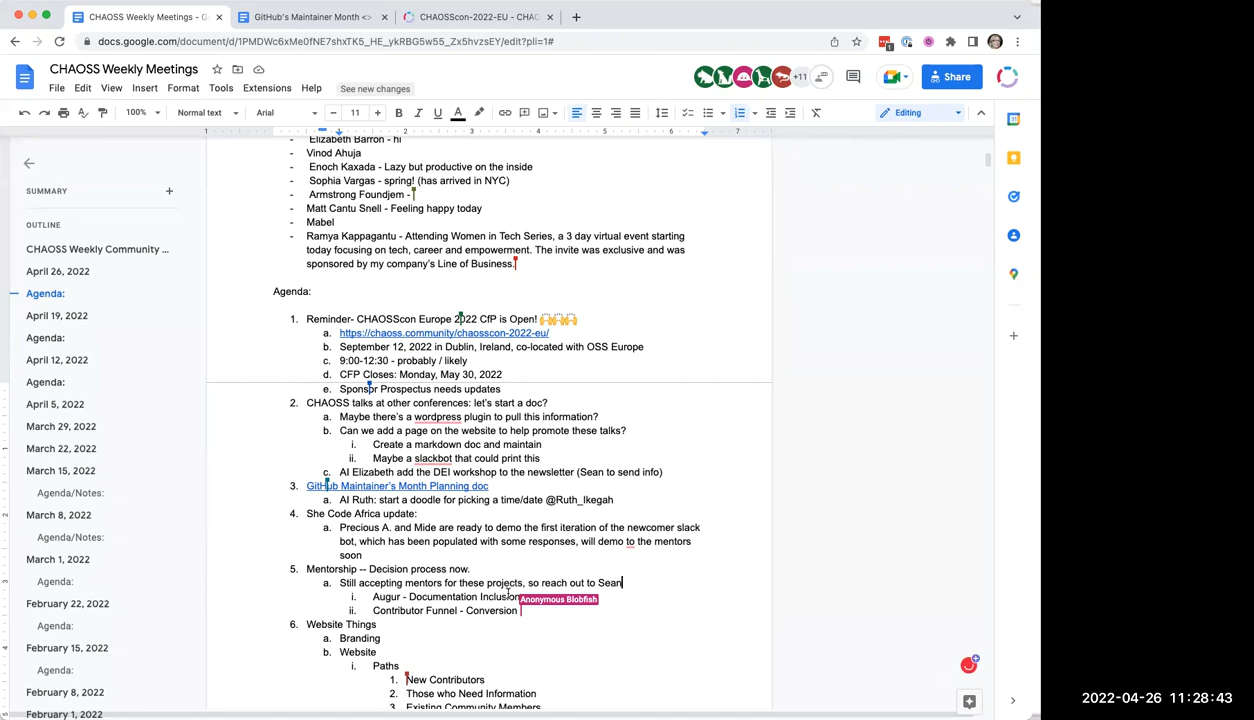 CHAOSS Weekly Meetings - G
GitHub's Maintainer Month <>
CHAOSScon-2022-EU - CHAO
docs.google.com/document/d/1PMDWc6xMe0fNE7shxTK5_HE_ykRBG5w55_Zx5hvzsEY/edit?pli=1#
CHAOSS Weekly Meetings
File Edit View Insert Format Tools Extensions Help
See new changes
+11
Share
100%
Normal text
Arial
11
Editing
1 1 2 3 4 5 6 7
SUMMARY
OUTLINE
CHAOSS Weekly Community ...
April 26, 2022
Agenda:
April 19, 2022
Agenda:
April 12, 2022
Agenda:
April 5, 2022
March 29, 2022
March 22, 2022
March 15, 2022
Agenda/Notes:
March 8, 2022
Agenda/Notes:
March 1, 2022
Agenda:
February 22, 2022
Agenda:
February 15, 2022
Agenda:
February 8, 2022
February 1, 2022
- Elizabeth Barron - hi
- Vinod Ahuja
- Enoch Kaxada - Lazy but productive on the inside
- Sophia Vargas - spring! (has arrived in NYC)
- Armstrong Foundjem -
- Matt Cantu Snell - Feeling happy today
- Mabel
- Ramya Kappagantu - Attending Women in Tech Series, a 3 day virtual event starting
today focusing on tech, career and empowerment. The invite was exclusive and was
sponsored by my company's Line of Business.
Agenda:
1. Reminder- CHAOSScon Europe 2022 CfP is Open! 🙌🙌🙌
a. https://chaoss.community/chaosscon-2022-eu/
b. September 12, 2022 in Dublin, Ireland, co-located with OSS Europe
c. 9:00-12:30 - probably / likely
d. CFP Closes: Monday, May 30, 2022
e. Sponsor Prospectus needs updates
2. CHAOSS talks at other conferences: let's start a doc?
a. Maybe there's a wordpress plugin to pull this information?
b. Can we add a page on the website to help promote these talks?
i. Create a markdown doc and maintain
ii. Maybe a slackbot that could print this
c. AI Elizabeth add the DEI workshop to the newsletter (Sean to send info)
3. GitHub Maintainer's Month Planning doc
a. AI Ruth: start a doodle for picking a time/date @Ruth_Ikegah
4. She Code Africa update:
a. Precious A. and Mide are ready to demo the first iteration of the newcomer slack
bot, which has been populated with some responses, will demo to the mentors
soon
5. Mentorship -- Decision process now.
a. Still accepting mentors for these projects, so reach out to Sean
i. Augur - Documentation Inclusion
Anonymous Blobfish
ii. Contributor Funnel - Conversion
6. Website Things
a. Branding
b. Website
i. Paths
1. New Contributors
2. Those who Need Information
3. Existing Community Members
2022-04-26 11:28:43